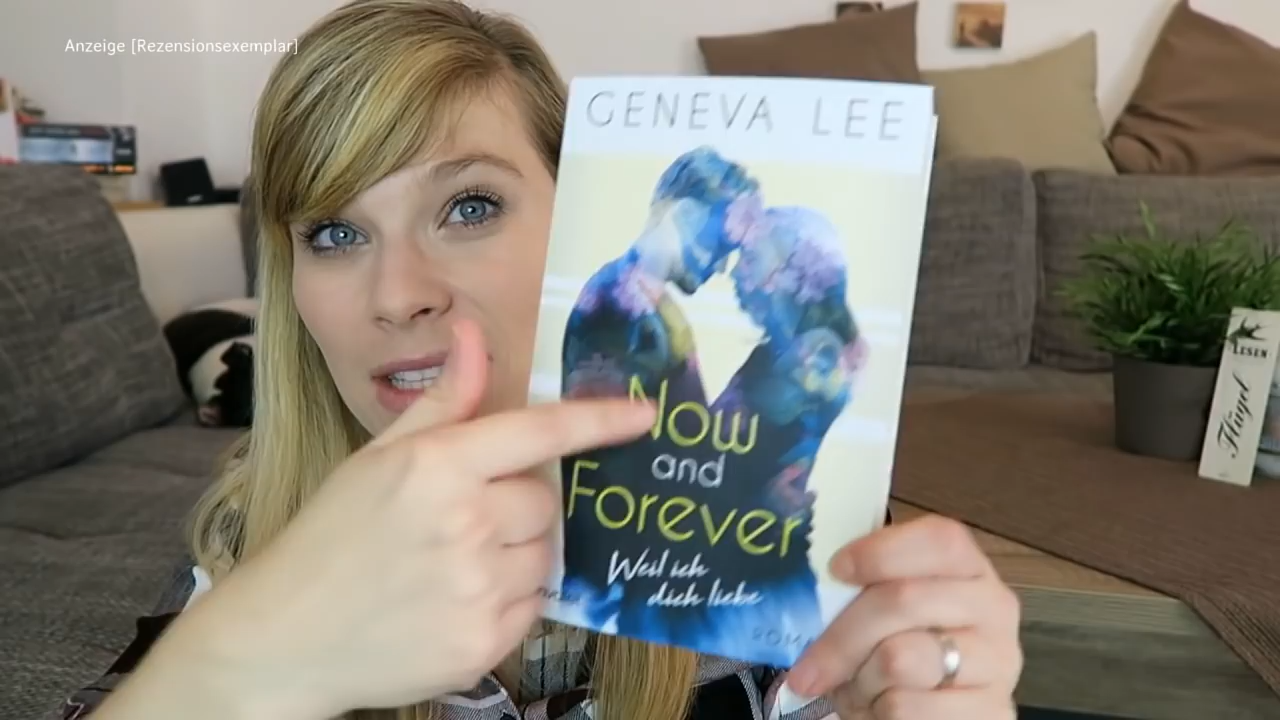 Anzeige [Rezensionsexemplar]
GENEVA LEE
Now
and
Forever
Weil ich
dich liebe
LESEN
Flügel